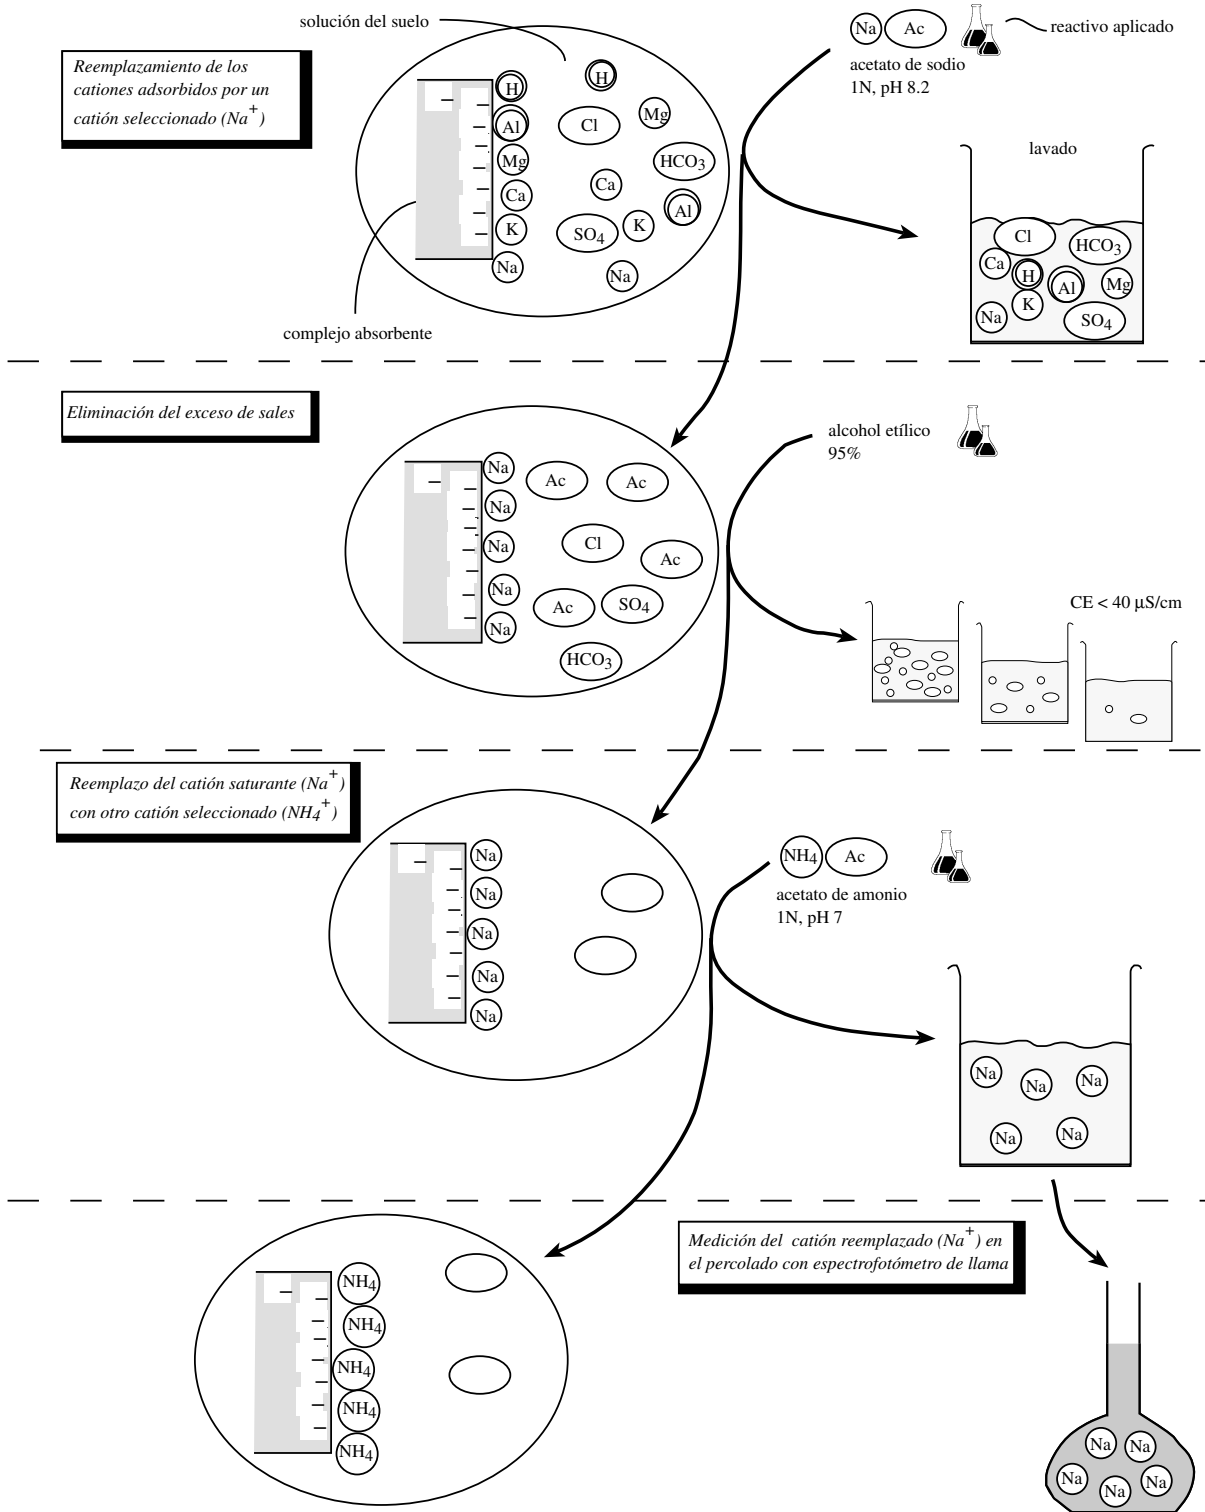 solución del suelo
Na Ac
reactivo aplicado
acetato de sodio
1N, pH 8.2
Reemplazamiento de los
cationes adsorbidos por un
catión seleccionado (Na+)
H
Al
Mg
Ca
K
Na
H
Cl
Mg
HCO3
Ca
Al
SO4
K
Na
complejo absorbente
lavado
Cl
HCO3
Ca
H
Al
Mg
Na
K
SO4
Eliminación del exceso de sales
alcohol etílico
95%
Na
Na
Na
Na
Na
Ac
Ac
Cl
Ac
Ac
SO4
HCO3
CE < 40 µS/cm
Reemplazo del catión saturante (Na+)
con otro catión seleccionado (NH4+)
Na
Na
Na
Na
Na
NH4 Ac
acetato de amonio
1N, pH 7
Na
Na
Na
Na
Na
Medición del catión reemplazado (Na+) en
el percolado con espectrofotómetro de llama
NH4
NH4
NH4
NH4
NH4
Na
Na
Na
Na
Na